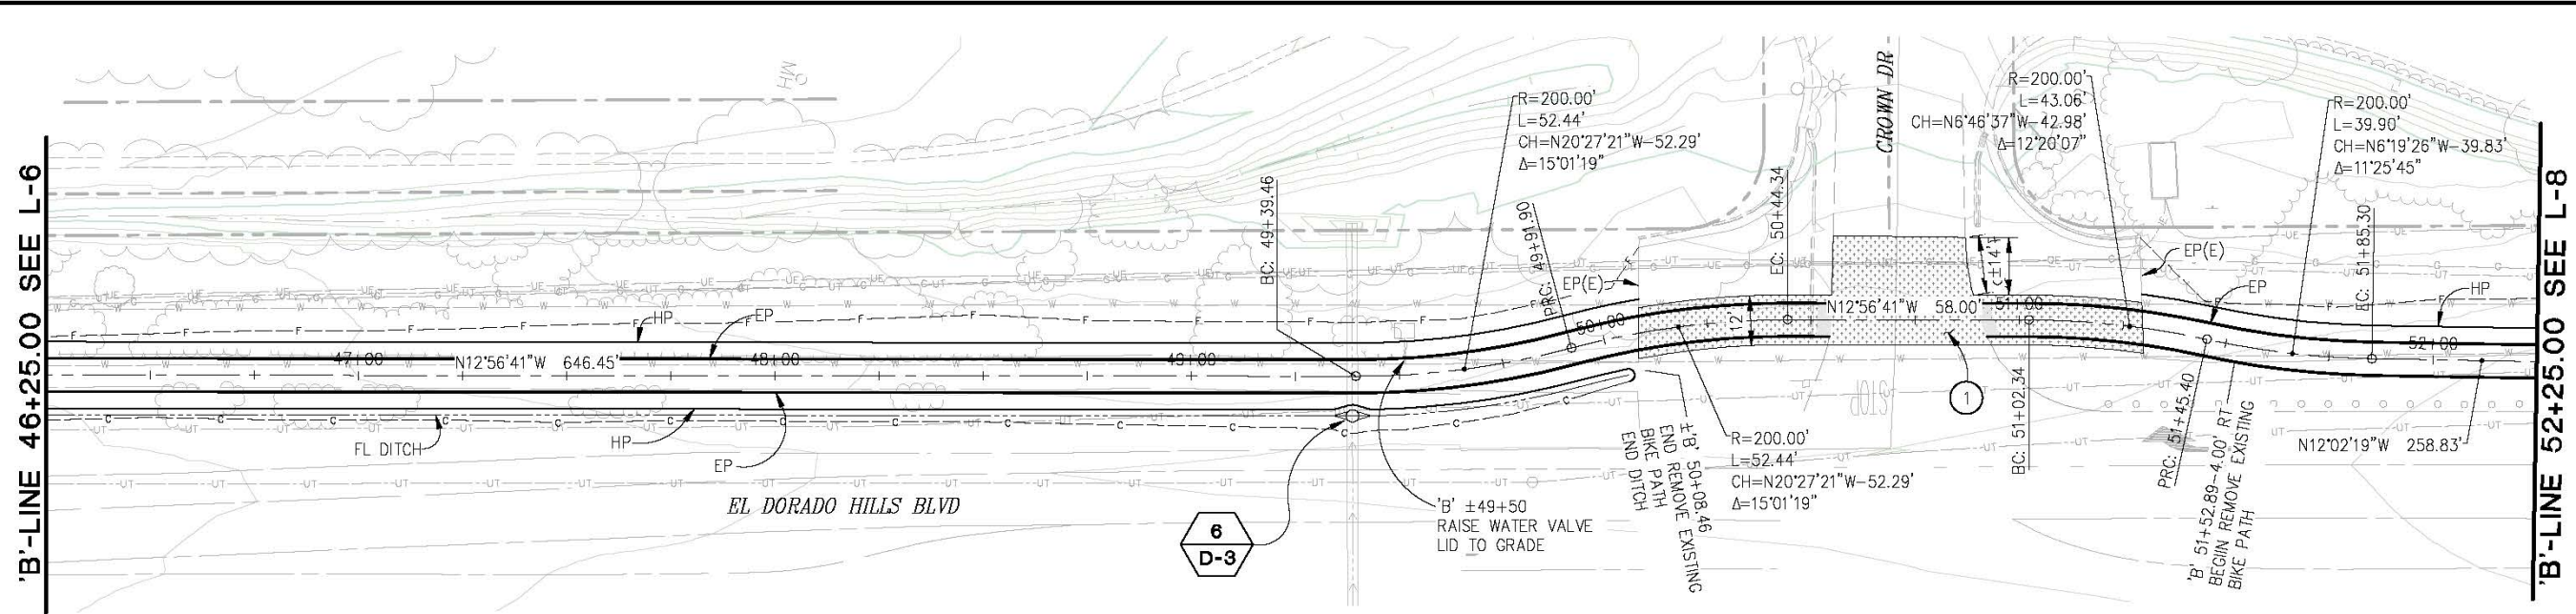 'B'-LINE 46+25.00 SEE L-6
MH
R=200.00'
L=52.44'
CH=N20°27'21"W-52.29'
Δ=15°01'19"
BC: 49+39.46
PRC: 49+91.90
EC: 50+44.34
CROWN DR
R=200.00'
L=43.06'
CH=N6°46'37"W-42.98'
Δ=12°20'07"
R=200.00'
L=39.90'
CH=N6°19'26"W-39.83'
Δ=11°25'45"
EC: 51+85.30
EP(E)
EP(E)
EP
HP
±14'
12'
HP
EP
47+00
N12°56'41"W 646.45'
48+00
49+00
50+00
N12°56'41"W 58.00'
51+00
52+00
FL DITCH
HP
EP
EL DORADO HILLS BLVD
6
D-3
'B' ±49+50
RAISE WATER VALVE
LID TO GRADE
±'B' 50+08.46
END REMOVE EXISTING
BIKE PATH
END DITCH
R=200.00'
L=52.44'
CH=N20°27'21"W-52.29'
Δ=15°01'19"
STOP
1
BC: 51+02.34
PRC: 51+45.40
'B' 51+52.89-4.00' RT
BEGIIN REMOVE EXISTING
BIKE PATH
N12°02'19"W 258.83'
'B'-LINE 52+25.00 SEE L-8